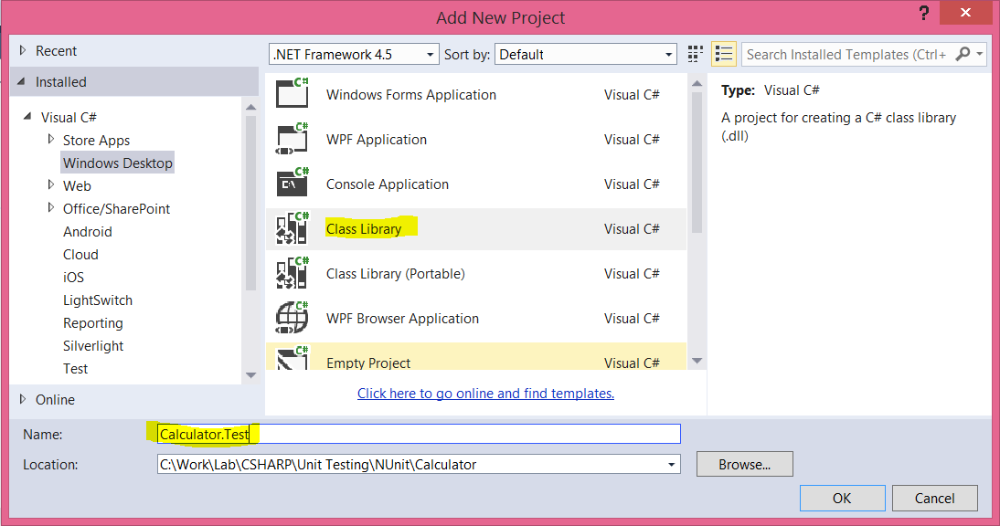 Add New Project
?
Recent
Installed
Visual C#
Store Apps
Windows Desktop
Web
Office/SharePoint
Android
Cloud
iOS
LightSwitch
Reporting
Silverlight
Test
Online
.NET Framework 4.5
Sort by: Default
Search Installed Templates (Ctrl+
C# Windows Forms Application Visual C#
C# WPF Application Visual C#
C# C:\ Console Application Visual C#
C# Class Library Visual C#
C# Class Library (Portable) Visual C#
C# WPF Browser Application Visual C#
C# Empty Project Visual C#
Click here to go online and find templates.
Type: Visual C#
A project for creating a C# class library
(.dll)
Name: Calculator.Test
Location: C:\Work\Lab\CSHARP\Unit Testing\NUnit\Calculator
Browse...
OK Cancel